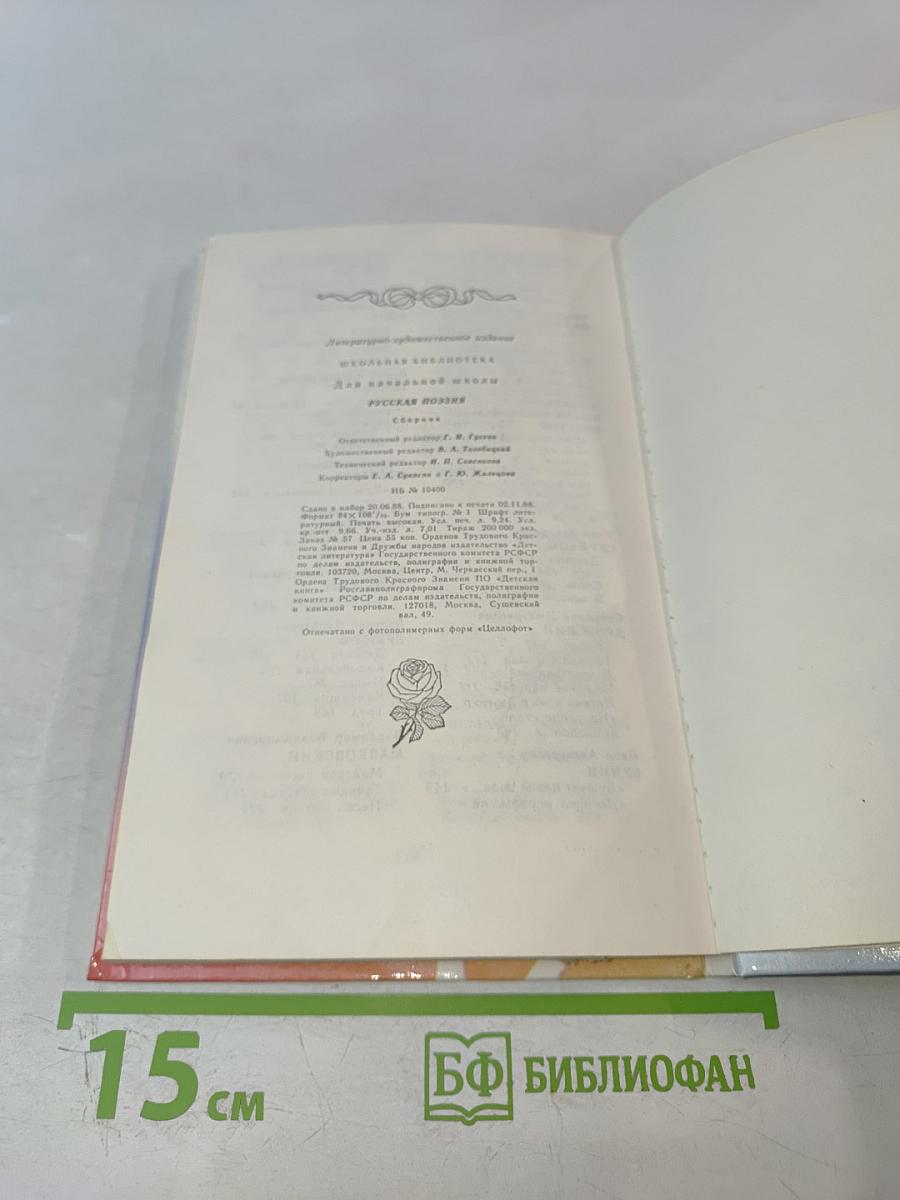 Литературно-художественное издание
ШКОЛЬНАЯ БИБЛИОТЕКА
Для начальной школы
РУССКАЯ ПОЭЗИЯ
Сборник
Ответственный редактор Г. И. Гусева
Художественный редактор В. А. Тогобицкий
Технический редактор И. П. Савенкова
Корректоры Е. А. и Г. Ю. Жильцова
ИБ № 10400
Сдано в набор 20.06.88. Подписано к печати 02.11.88.
Формат 84×108¹/₃₂. Бум типогр. № 1 Шрифт лите-
ратурный. Печать высокая. Усл. печ. л. 9,24. Усл.
кр.-отт 9,66. Уч.-изд. л. 7,01 Тираж 200 000 экз.
Заказ № 57 Цена 55 коп. Орденов Трудового Крас-
ного Знамени и Дружбы народов издательство «Дет-
ская литература» Государственного комитета РСФСР
по делам издательств, полиграфии и книжной тор-
говли. 103720, Москва, Центр, М. Черкасский пер., 1
Ордена Трудового Красного Знамени ПО «Детская
книга» Росглавполиграфпрома Государственного
комитета РСФСР по делам издательств, полиграфии
и книжной торговли. 127018, Москва, Сущевский
вал, 49.
Отпечатано с фотополимерных форм «Целлофот»
15 см
БФ БИБЛИОФАН